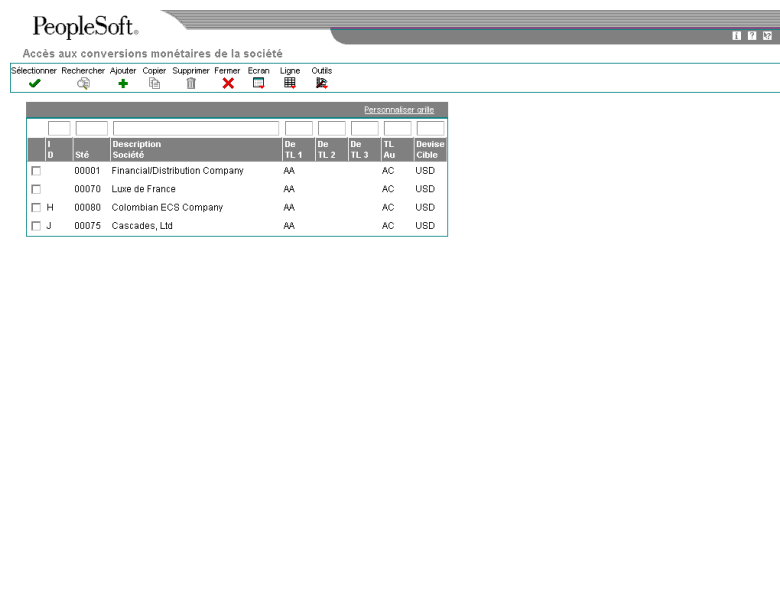 PeopleSoft.
Accès aux conversions monétaires de la société
Sélectionner Rechercher Ajouter Copier Supprimer Fermer Ecran Ligne Outils
Personnaliser grille
I D Sté Description Société De TL 1 De TL 2 De TL 3 TL Au Devise Cible
00001 Financial/Distribution Company AA AC USD
00070 Luxe de France AA AC USD
H 00080 Colombian ECS Company AA AC USD
J 00075 Cascades, Ltd AA AC USD